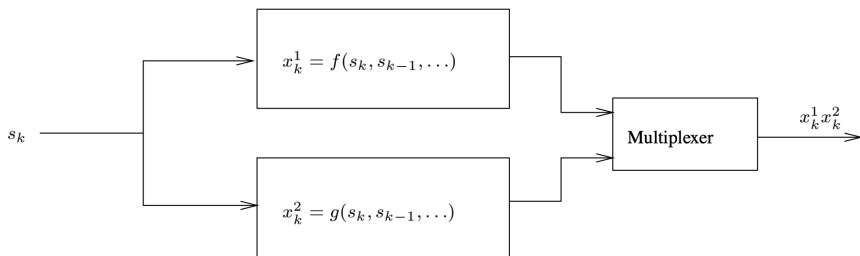 x_k^1 = f(s_k, s_{k-1}, ...)
s_k
Multiplexer
x_k^1 x_k^2
x_k^2 = g(s_k, s_{k-1}, ...)